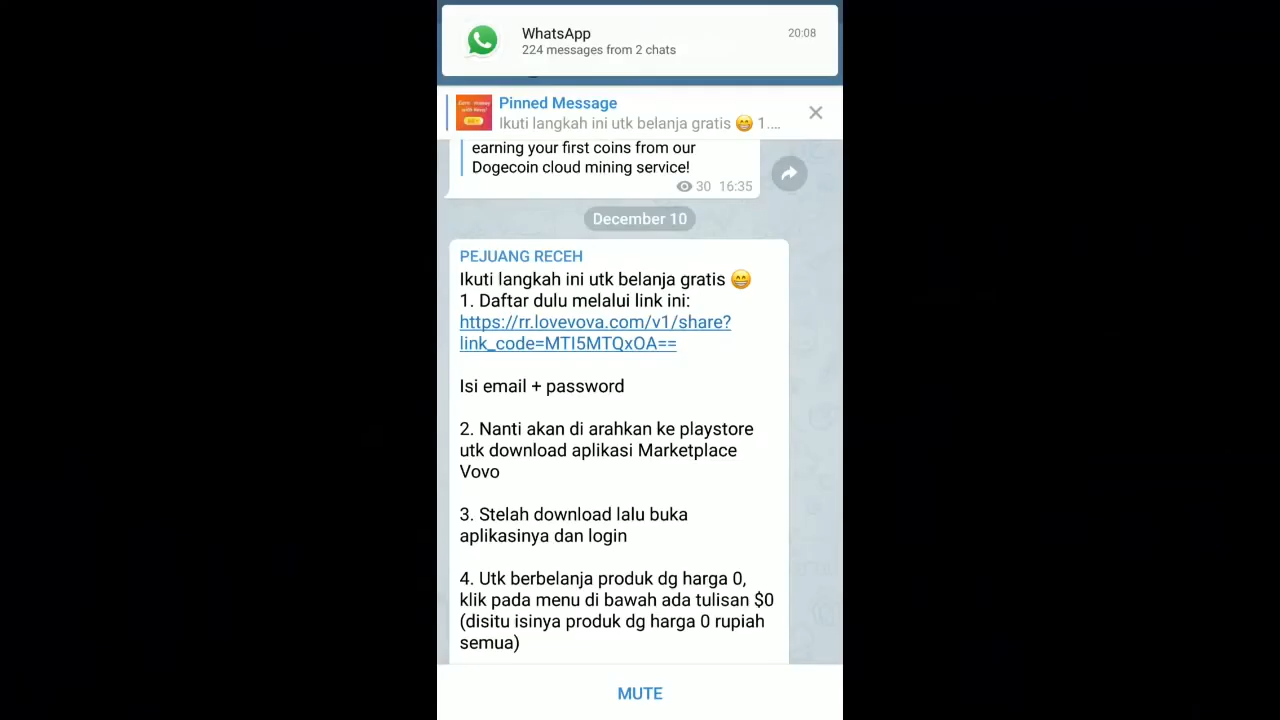 WhatsApp
20:08
224 messages from 2 chats
Pinned Message
Ikuti langkah ini utk belanja gratis 😁 1....
earning your first coins from our
Dogecoin cloud mining service!
30 16:35
December 10
PEJUANG RECEH
Ikuti langkah ini utk belanja gratis 😁
1. Daftar dulu melalui link ini:
https://rr.lovevova.com/v1/share?
link_code=MTI5MTQxOA==
Isi email + password
2. Nanti akan di arahkan ke playstore
utk download aplikasi Marketplace
Vovo
3. Stelah download lalu buka
aplikasinya dan login
4. Utk berbelanja produk dg harga 0,
klik pada menu di bawah ada tulisan $0
(disitu isinya produk dg harga 0 rupiah
semua)
MUTE